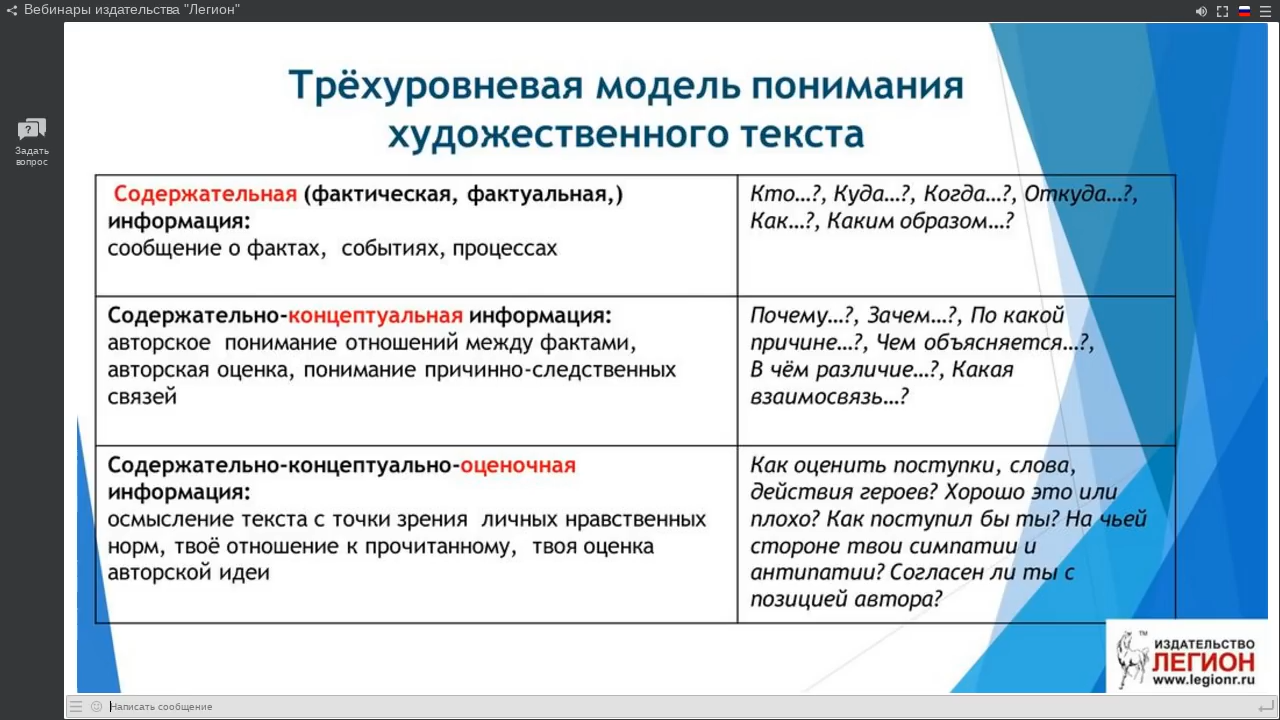 Вебинары издательства "Легион"
Задать
вопрос
Трёхуровневая модель понимания
художественного текста
Содержательная (фактическая, фактуальная,)
информация:
сообщение о фактах, событиях, процессах
Кто…?, Куда…?, Когда…?, Откуда…?,
Как…?, Каким образом…?
Содержательно-концептуальная информация:
авторское понимание отношений между фактами,
авторская оценка, понимание причинно-следственных
связей
Почему…?, Зачем…?, По какой
причине…?, Чем объясняется…?,
В чём различие…?, Какая
взаимосвязь…?
Содержательно-концептуально-оценочная
информация:
осмысление текста с точки зрения личных нравственных
норм, твоё отношение к прочитанному, твоя оценка
авторской идеи
Как оценить поступки, слова,
действия героев? Хорошо это или
плохо? Как поступил бы ты? На чьей
стороне твои симпатии и
антипатии? Согласен ли ты с
позицией автора?
TM
ИЗДАТЕЛЬСТВО
ЛЕГИОН
www.legionr.ru
Написать сообщение